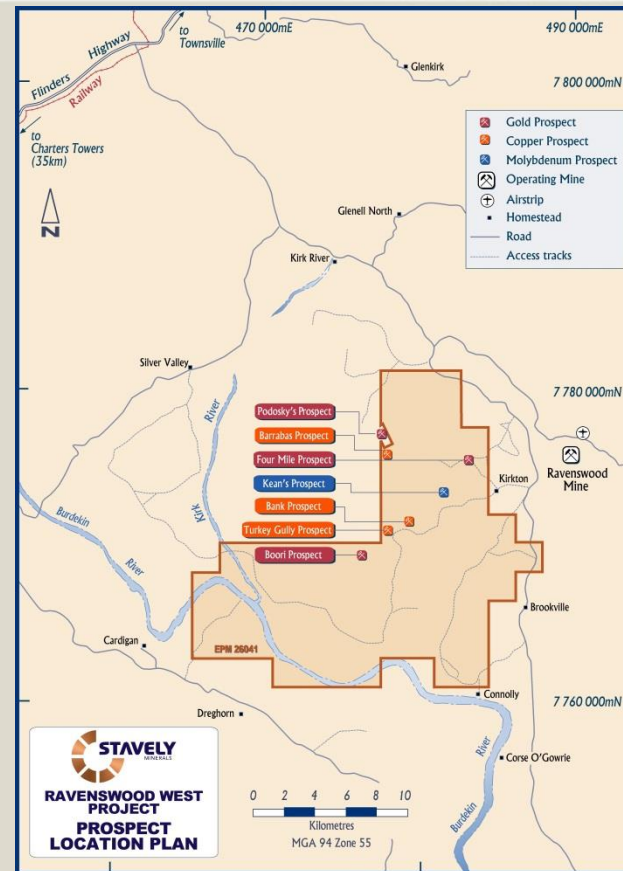 470 000mE
490 000mE
to
Townsville
Flinders Highway
Railway
Glenkirk
7 800 000mN
to
Charters Towers
(35km)
N
Gold Prospect
Copper Prospect
Molybdenum Prospect
Operating Mine
Airstrip
Homestead
Road
Access tracks
Glenell North
Kirk River
Silver Valley
7 780 000mN
River
Kirk
Podosky's Prospect
Barrabas Prospect
Four Mile Prospect
Kean's Prospect
Bank Prospect
Turkey Gully Prospect
Boori Prospect
Ravenswood
Mine
Kirkton
Burdekin
River
Brookville
Cardigan
EPM 26041
Connolly
7 760 000mN
Dreghorn
River
Corse O'Gowrie
Burdekin
STAVELY
MINERALS
RAVENSWOOD WEST
PROJECT
PROSPECT
LOCATION PLAN
0 2 4 6 8 10
Kilometres
MGA 94 Zone 55